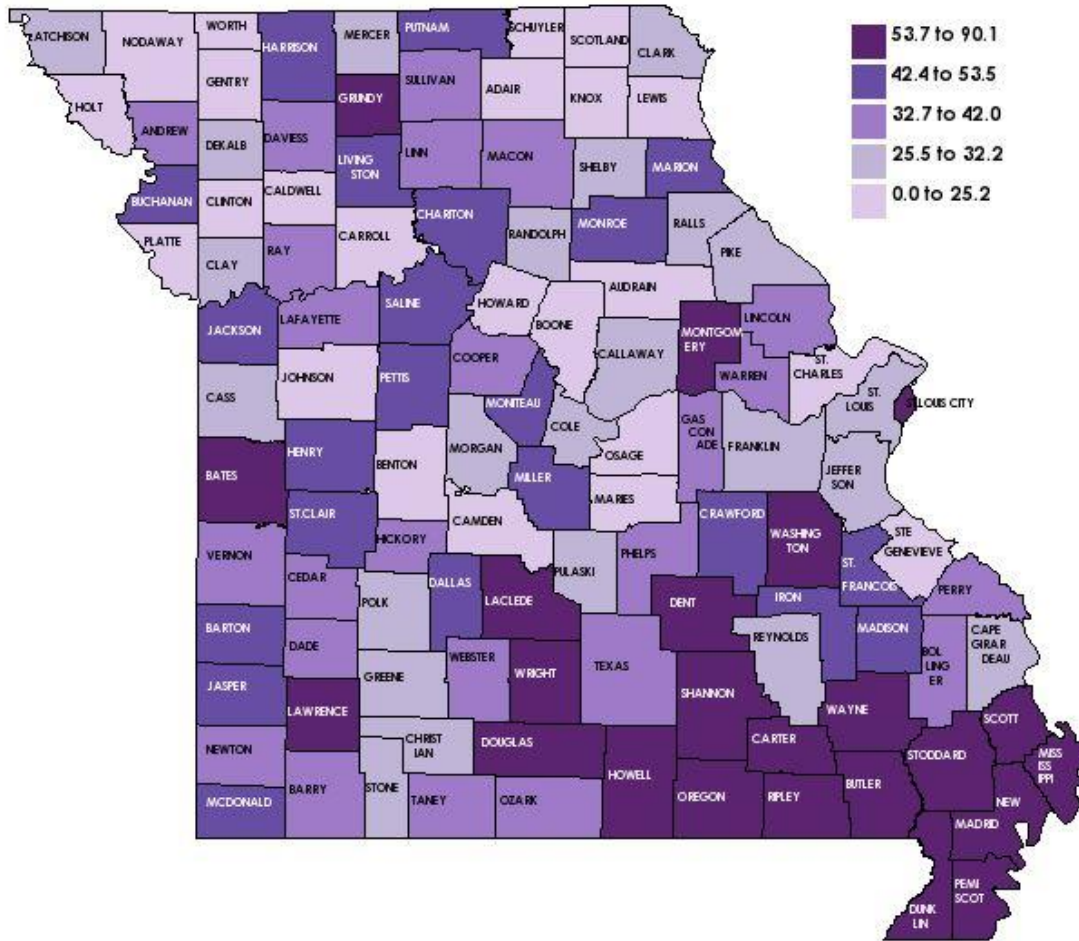 ATCHISON
NODAWAY
WORTH
HARRISON
MERCER
PUTNAM
SCHUYLER
SCOTLAND
CLARK
53.7 to 90.1
42.4 to 53.5
32.7 to 42.0
25.5 to 32.2
0.0 to 25.2
HOLT
GENTRY
GRUNDY
SULLIVAN
ADAIR
KNOX
LEWIS
ANDREW
DEKALB
DAVIESS
LIVING
STON
LINN
MACON
SHELBY
MARION
BUCHANAN
CLINTON
CALDWELL
CHARITON
RANDOLPH
MONROE
RALLS
PIKE
PLATTE
CLAY
RAY
CARROLL
SALINE
HOWARD
BOONE
AUDRAIN
JACKSON
LAFAYETTE
COOPER
CALLAWAY
MONTGOM
ERY
LINCOLN
WARREN
ST.
CHARLES
CASS
JOHNSON
PETTIS
MONITEAU
COLE
OSAGE
GAS
CON
ADE
FRANKLIN
ST.
LOUIS
ST.LOUIS CITY
JEFFER
SON
BATES
HENRY
BENTON
MORGAN
MILLER
MARIES
ST.CLAIR
CAMDEN
HICKORY
PULASKI
PHELPS
CRAWFORD
WASHING
TON
STE
GENEVIEVE
ST.
FRANCOIS
PERRY
VERNON
CEDAR
POLK
DALLAS
LACLEDE
DENT
IRON
MADISON
REYNOLDS
BOL
LINGI
ER
CAPE
GIRAR
DEAU
BARTON
DADE
GREENE
WEBSTER
WRIGHT
TEXAS
SHANNON
WAYNE
SCOTT
JASPER
LAWRENCE
CHRIST
IAN
DOUGLAS
HOWELL
CARTER
STODDARD
MISS
ISS
IPPI
NEWTON
BARRY
STONE
TANEY
OZARK
OREGON
RIPLEY
BUTLER
NEW
MADRID
MCDONALD
DUNK
LIN
PEMI
SCOT